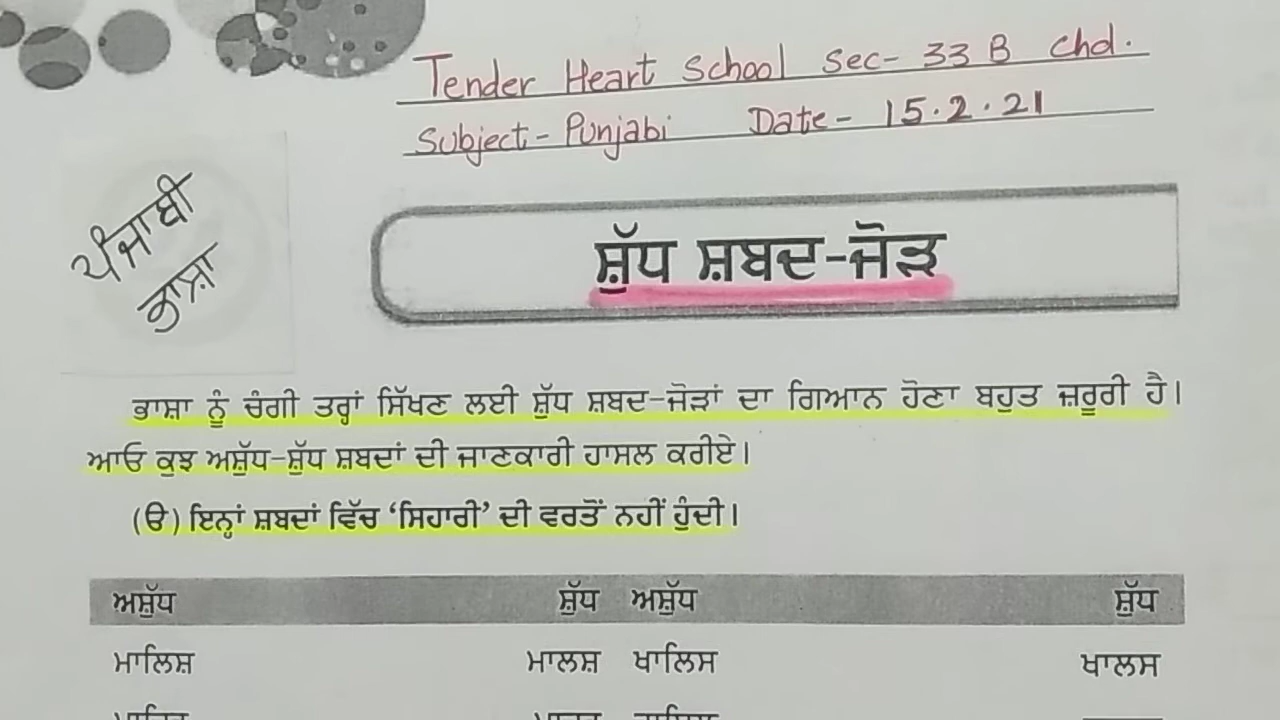 Tender Heart School Sec- 33 B Chd.
Subject- Punjabi Date- 15.2.21
ਪੰਜਾਬੀ
ਭਾਸ਼ਾ
ਸ਼ੁੱਧ ਸ਼ਬਦ-ਜੋੜ
ਭਾਸ਼ਾ ਨੂੰ ਚੰਗੀ ਤਰ੍ਹਾਂ ਸਿੱਖਣ ਲਈ ਸ਼ੁੱਧ ਸ਼ਬਦ-ਜੋੜਾਂ ਦਾ ਗਿਆਨ ਹੋਣਾ ਬਹੁਤ ਜ਼ਰੂਰੀ ਹੈ।
ਆਓ ਕੁਝ ਅਸ਼ੁੱਧ-ਸ਼ੁੱਧ ਸ਼ਬਦਾਂ ਦੀ ਜਾਣਕਾਰੀ ਹਾਸਲ ਕਰੀਏ।
(ੳ) ਇਨ੍ਹਾਂ ਸ਼ਬਦਾਂ ਵਿੱਚ ‘ਸਿਹਾਰੀ’ ਦੀ ਵਰਤੋਂ ਨਹੀਂ ਹੁੰਦੀ।
ਅਸ਼ੁੱਧ ਸ਼ੁੱਧ ਅਸ਼ੁੱਧ ਸ਼ੁੱਧ
ਮਾਲਿਸ਼ ਮਾਲਸ਼ ਖਾਲਿਸ ਖਾਲਸ